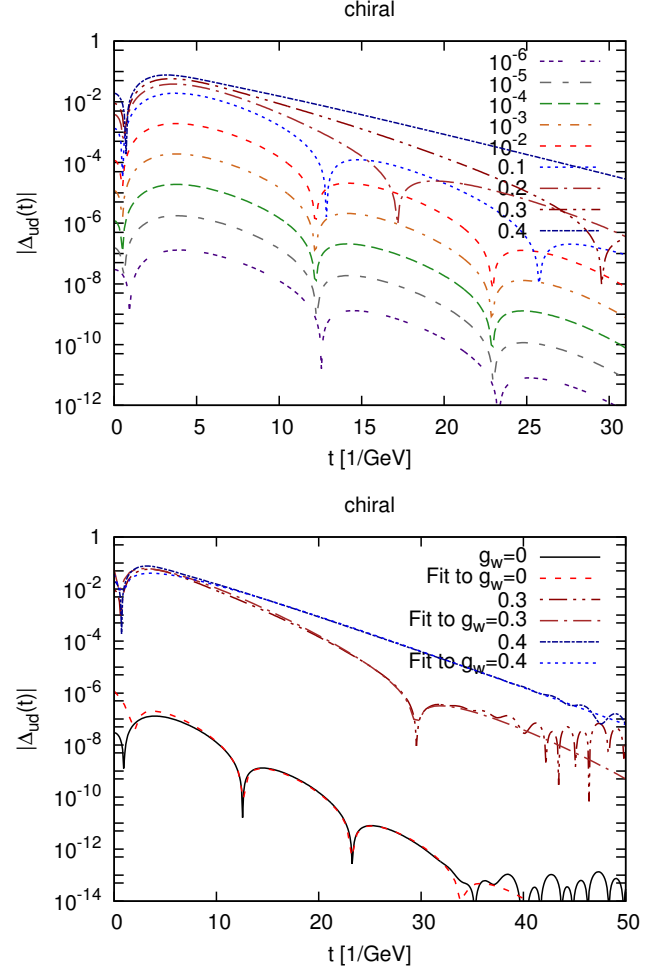 chiral
1
10^-2
10^-4
10^-6
10^-8
10^-10
10^-12
|Δud(t)|
10^-6
10^-5
10^-4
10^-3
10^-2
0.1
0.2
0.3
0.4
0 5 10 15 20 25 30
t [1/GeV]
chiral
1
10^-2
10^-4
10^-6
10^-8
10^-10
10^-12
10^-14
|Δud(t)|
gw=0
Fit to gw=0
0.3
Fit to gw=0.3
0.4
Fit to gw=0.4
0 10 20 30 40 50
t [1/GeV]